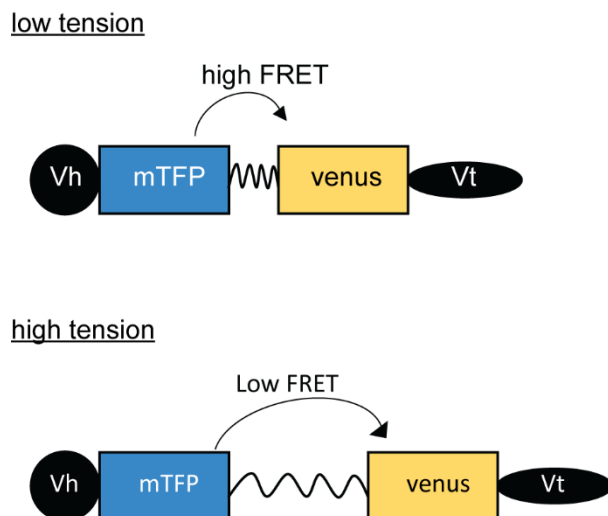 low tension
high FRET
Vh mTFP venus Vt
high tension
Low FRET
Vh mTFP venus Vt